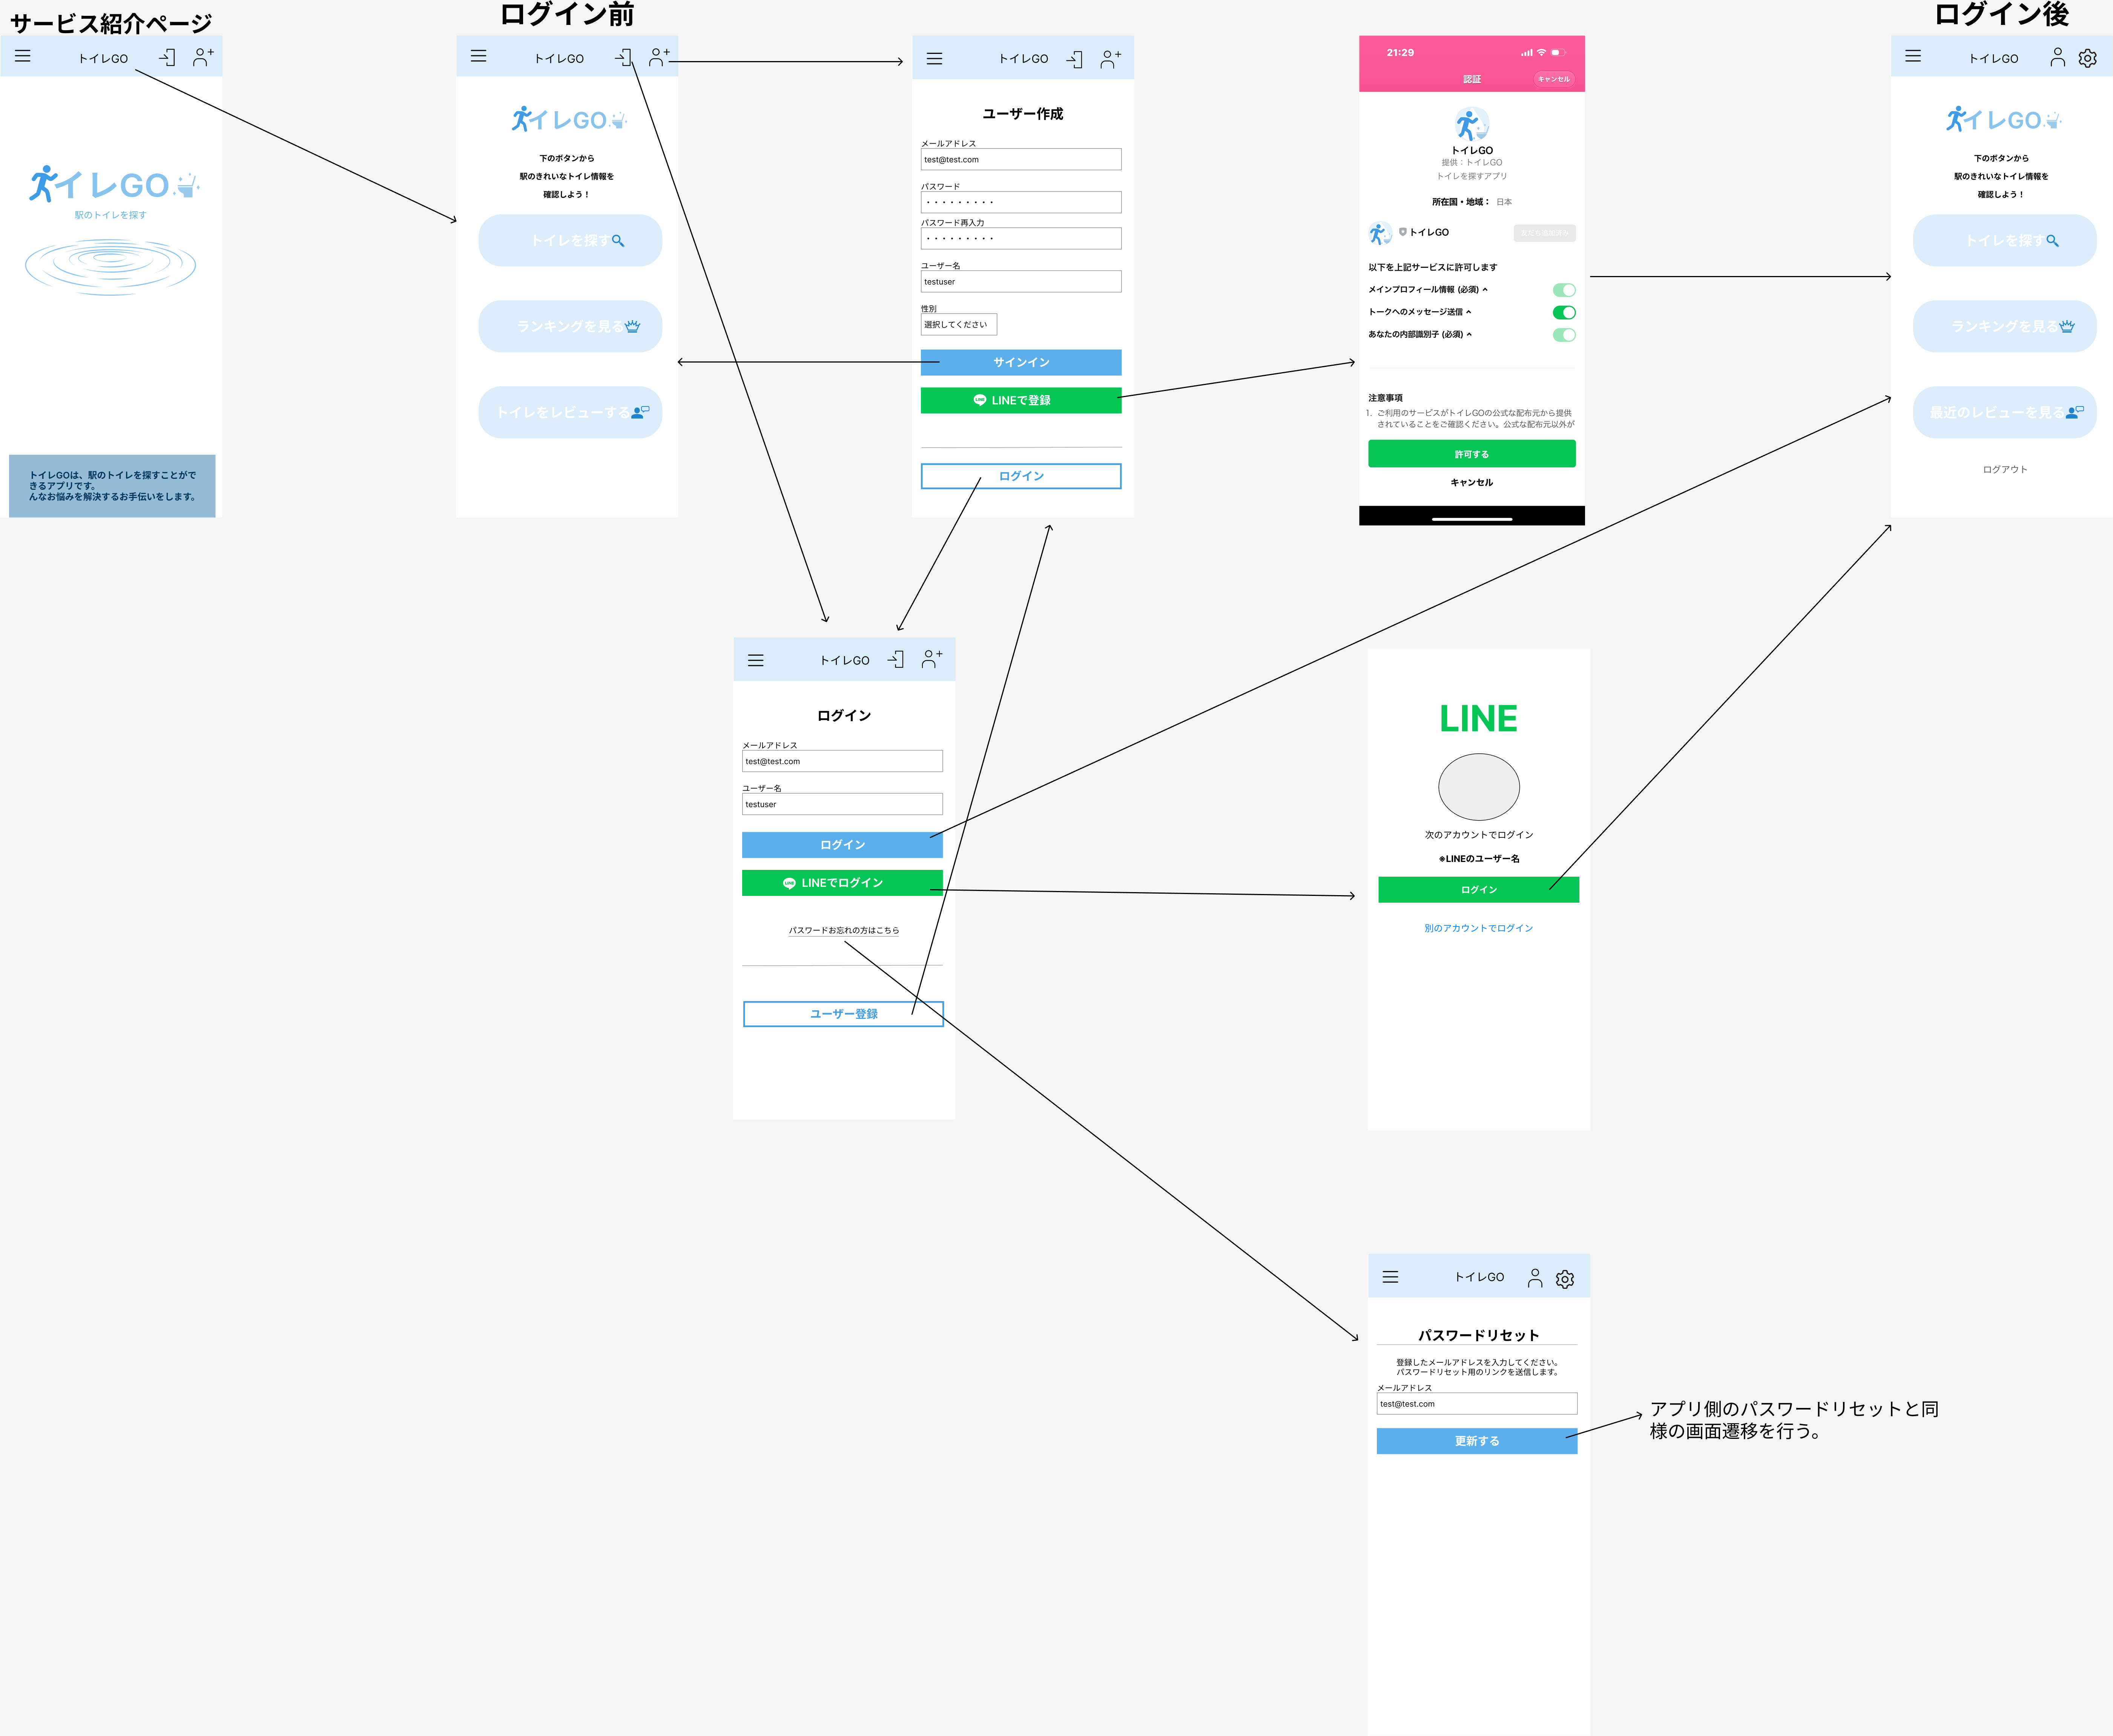 サービス紹介ページ
トイレGO
イレGO
駅のトイレを探す
トイレGOは、駅のトイレを探すことがで
きるアプリです。
んなお悩みを解決するお手伝いをします。
ログイン前
トイレGO
イレGO
下のボタンから
駅のきれいなトイレ情報を
確認しよう！
トイレを探す
ランキングを見る
トイレをレビューする
トイレGO
ユーザー作成
メールアドレス
test@test.com
パスワード
・・・・・・・・・
パスワード再入力
・・・・・・・・・
ユーザー名
testuser
性別
選択してください
サインイン
LINE LINEで登録
ログイン
21:29
認証
キャンセル
トイレGO
提供：トイレGO
トイレを探すアプリ
所在国・地域： 日本
トイレGO
友だち追加済み
以下を上記サービスに許可します
メインプロフィール情報 (必須)
トークへのメッセージ送信
あなたの内部識別子 (必須)
注意事項
1. ご利用のサービスがトイレGOの公式な配布元から提供
されていることをご確認ください。公式な配布元以外が
許可する
キャンセル
ログイン後
トイレGO
イレGO
下のボタンから
駅のきれいなトイレ情報を
確認しよう！
トイレを探す
ランキングを見る
最近のレビューを見る
ログアウト
トイレGO
ログイン
メールアドレス
test@test.com
ユーザー名
testuser
ログイン
LINE LINEでログイン
パスワードお忘れの方はこちら
ユーザー登録
LINE
次のアカウントでログイン
※LINEのユーザー名
ログイン
別のアカウントでログイン
トイレGO
パスワードリセット
登録したメールアドレスを入力してください。
パスワードリセット用のリンクを送信します。
メールアドレス
test@test.com
更新する
アプリ側のパスワードリセットと同
様の画面遷移を行う。